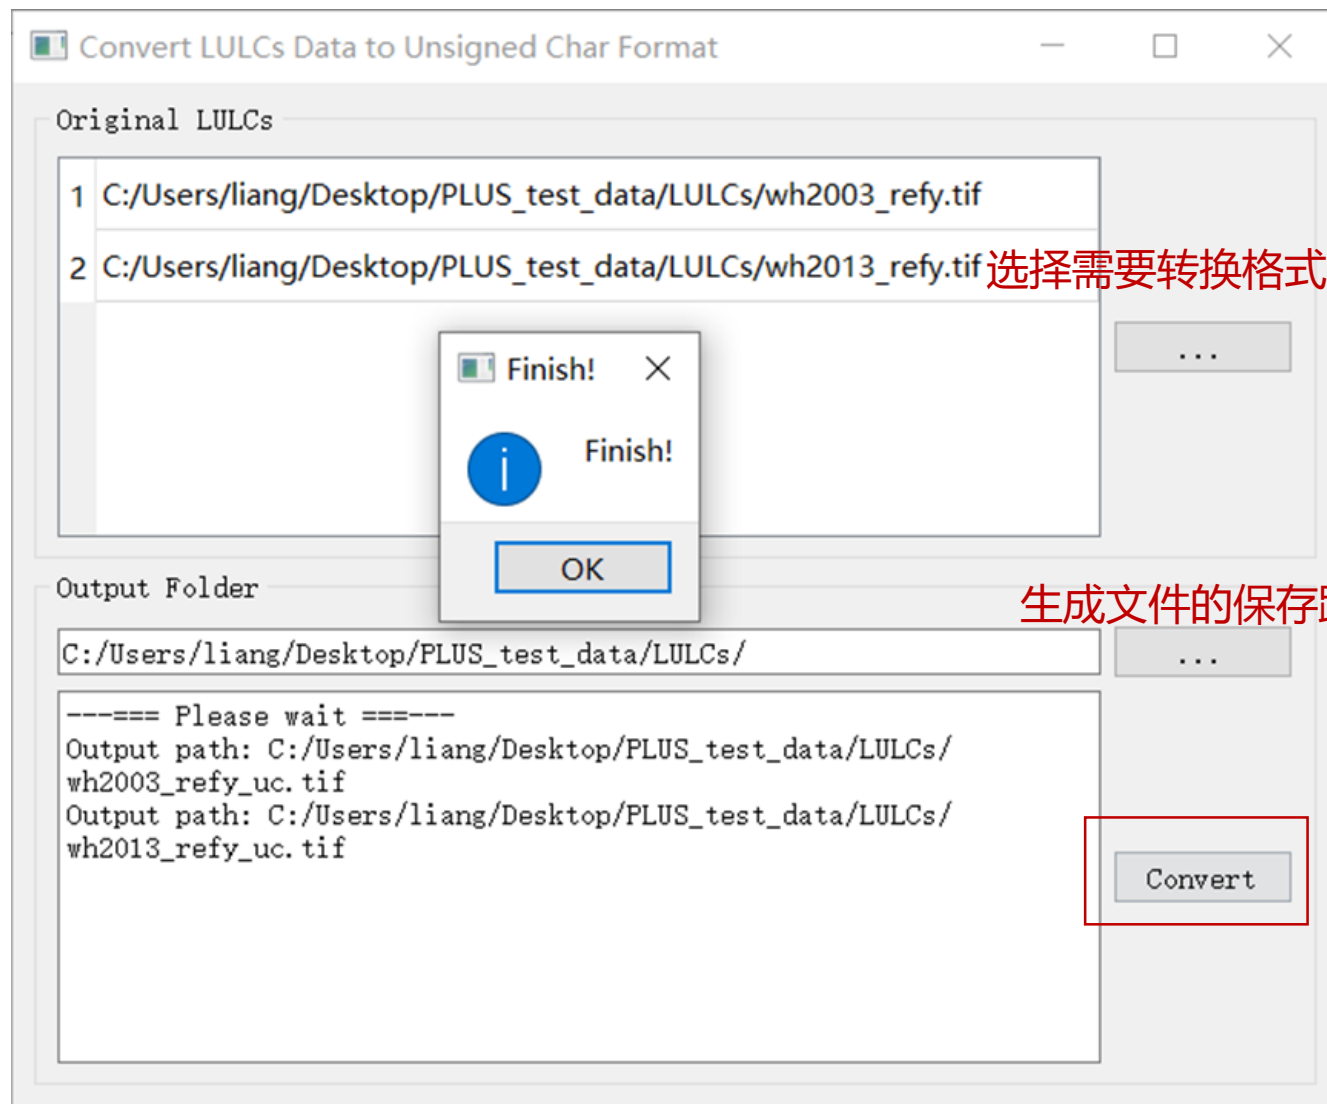 Convert LULCs Data to Unsigned Char Format
Original LULCs
1 C:/Users/liang/Desktop/PLUS_test_data/LULCs/wh2003_refy.tif
2 C:/Users/liang/Desktop/PLUS_test_data/LULCs/wh2013_refy.tif
选择需要转换格式
...
Finish!
Finish!
OK
Output Folder
生成文件的保存
C:/Users/liang/Desktop/PLUS_test_data/LULCs/
...
---=== Please wait ===---
Output path: C:/Users/liang/Desktop/PLUS_test_data/LULCs/
wh2003_refy_uc.tif
Output path: C:/Users/liang/Desktop/PLUS_test_data/LULCs/
wh2013_refy_uc.tif
Convert